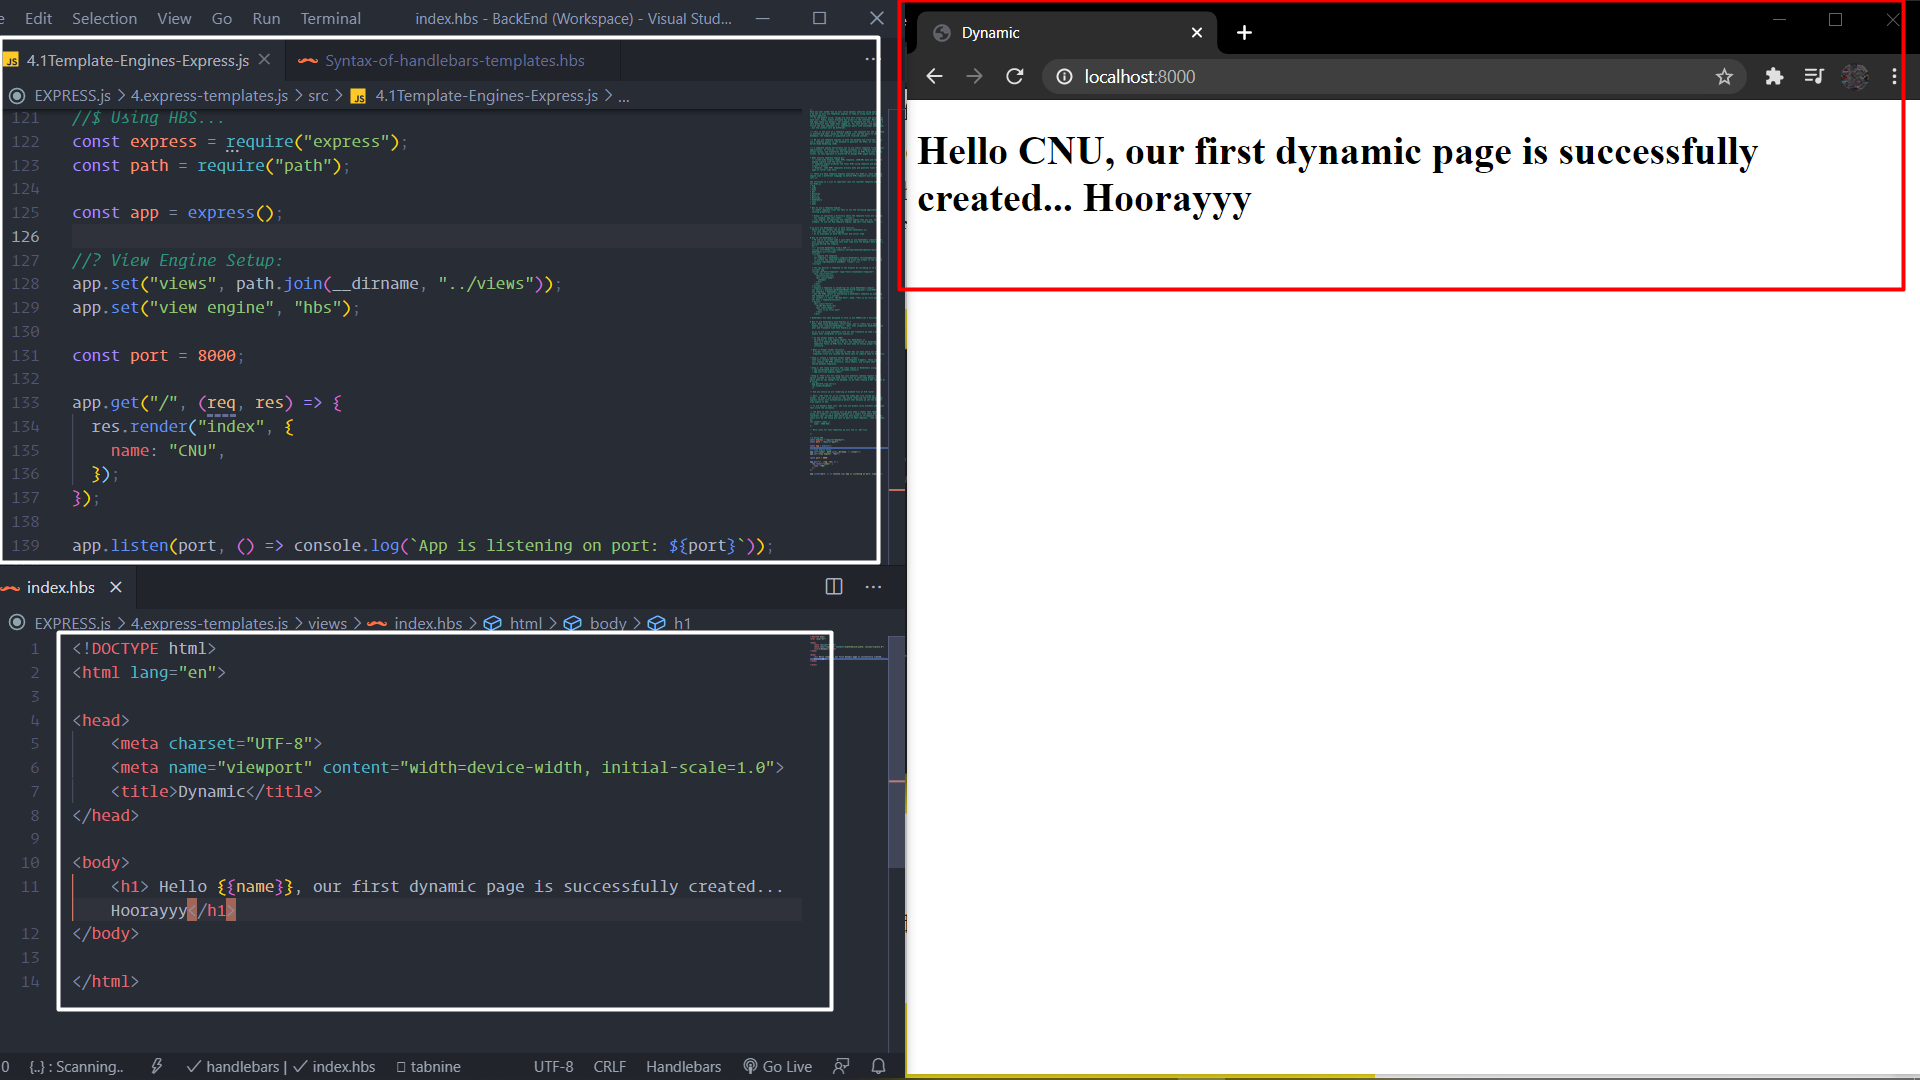 Edit Selection View Go Run Terminal index.hbs - BackEnd (Workspace) - Visual Stud...
JS 4.1Template-Engines-Express.js Syntax-of-handlebars-templates.hbs ...
EXPRESS.js > 4.express-templates.js > src > JS 4.1Template-Engines-Express.js > ...
121 //$ Using HBS...
122 const express = require("express");
123 const path = require("path");
124
125 const app = express();
126
127 //? View Engine Setup:
128 app.set("views", path.join(__dirname, "../views"));
129 app.set("view engine", "hbs");
130
131 const port = 8000;
132
133 app.get("/", (req, res) => {
134 res.render("index", {
135 name: "CNU",
136 });
137 });
138
139 app.listen(port, () => console.log(`App is listening on port: ${port}`));
index.hbs ...
EXPRESS.js > 4.express-templates.js > views > index.hbs > html > body > h1
1 <!DOCTYPE html>
2 <html lang="en">
3
4 <head>
5 <meta charset="UTF-8">
6 <meta name="viewport" content="width=device-width, initial-scale=1.0">
7 <title>Dynamic</title>
8 </head>
9
10 <body>
11 <h1> Hello {{name}}, our first dynamic page is successfully created...
Hoorayyy</h1>
12 </body>
13
14 </html>
0 {..} : Scanning.. handlebars | index.hbs tabnine UTF-8 CRLF Handlebars Go Live
Dynamic
localhost:8000
Hello CNU, our first dynamic page is successfully
created... Hoorayyy